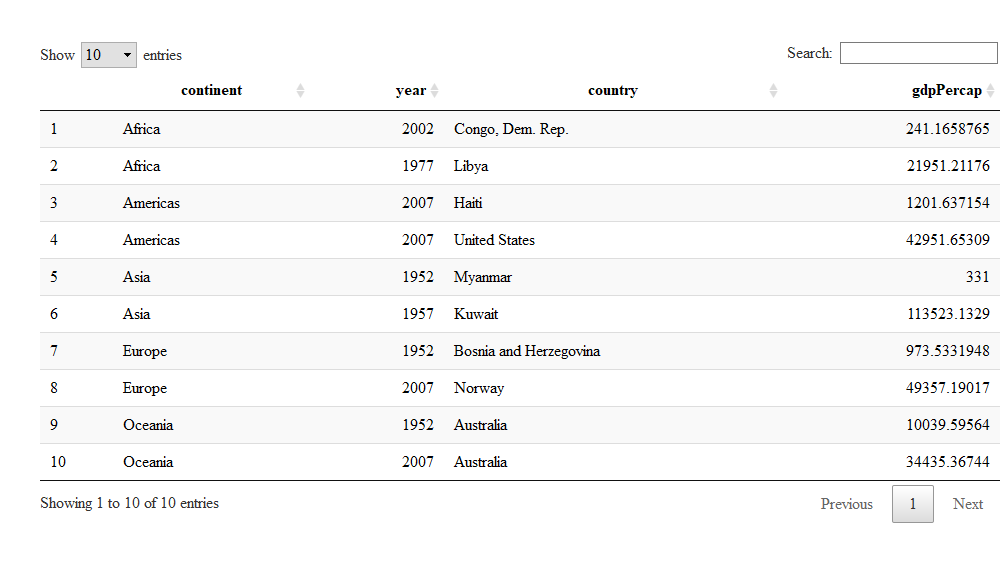 Show 10 entries Search:
continent year country gdpPercap
1 Africa 2002 Congo, Dem. Rep. 241.1658765
2 Africa 1977 Libya 21951.21176
3 Americas 2007 Haiti 1201.637154
4 Americas 2007 United States 42951.65309
5 Asia 1952 Myanmar 331
6 Asia 1957 Kuwait 113523.1329
7 Europe 1952 Bosnia and Herzegovina 973.5331948
8 Europe 2007 Norway 49357.19017
9 Oceania 1952 Australia 10039.59564
10 Oceania 2007 Australia 34435.36744
Showing 1 to 10 of 10 entries Previous 1 Next